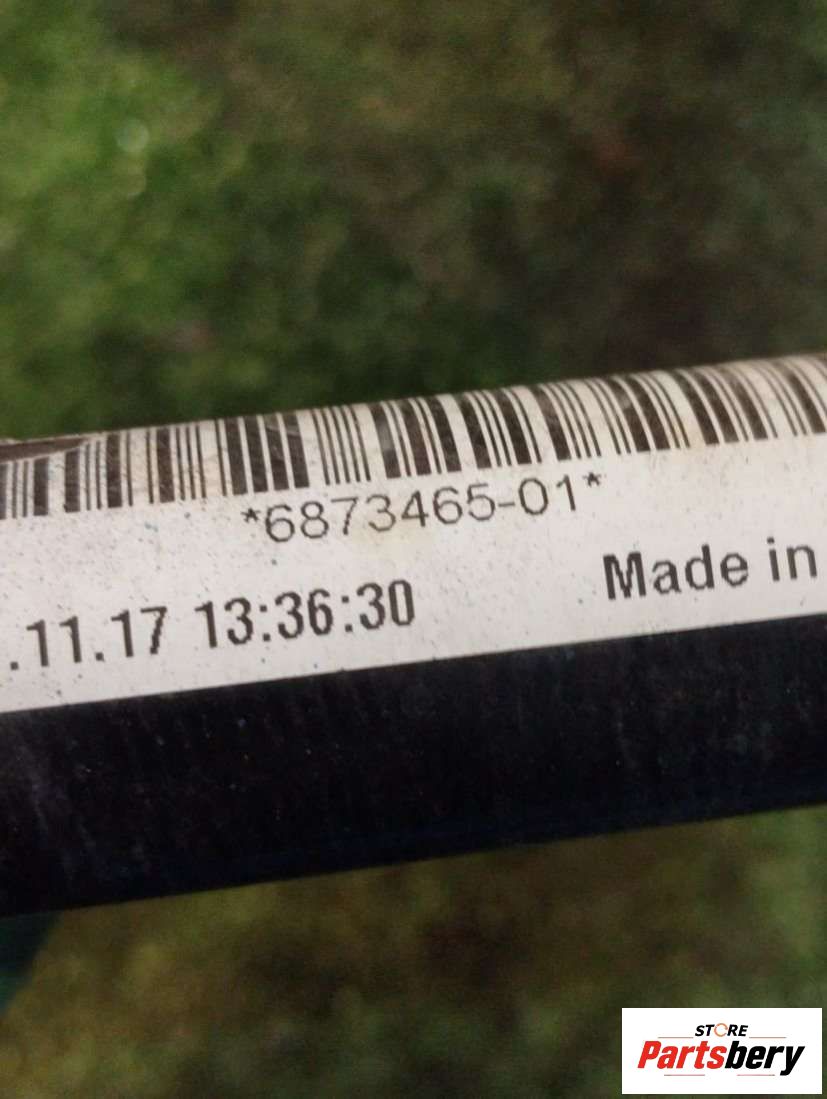 *6873465-01*
.11.17 13:36:30 Made in
STORE
Partsbery